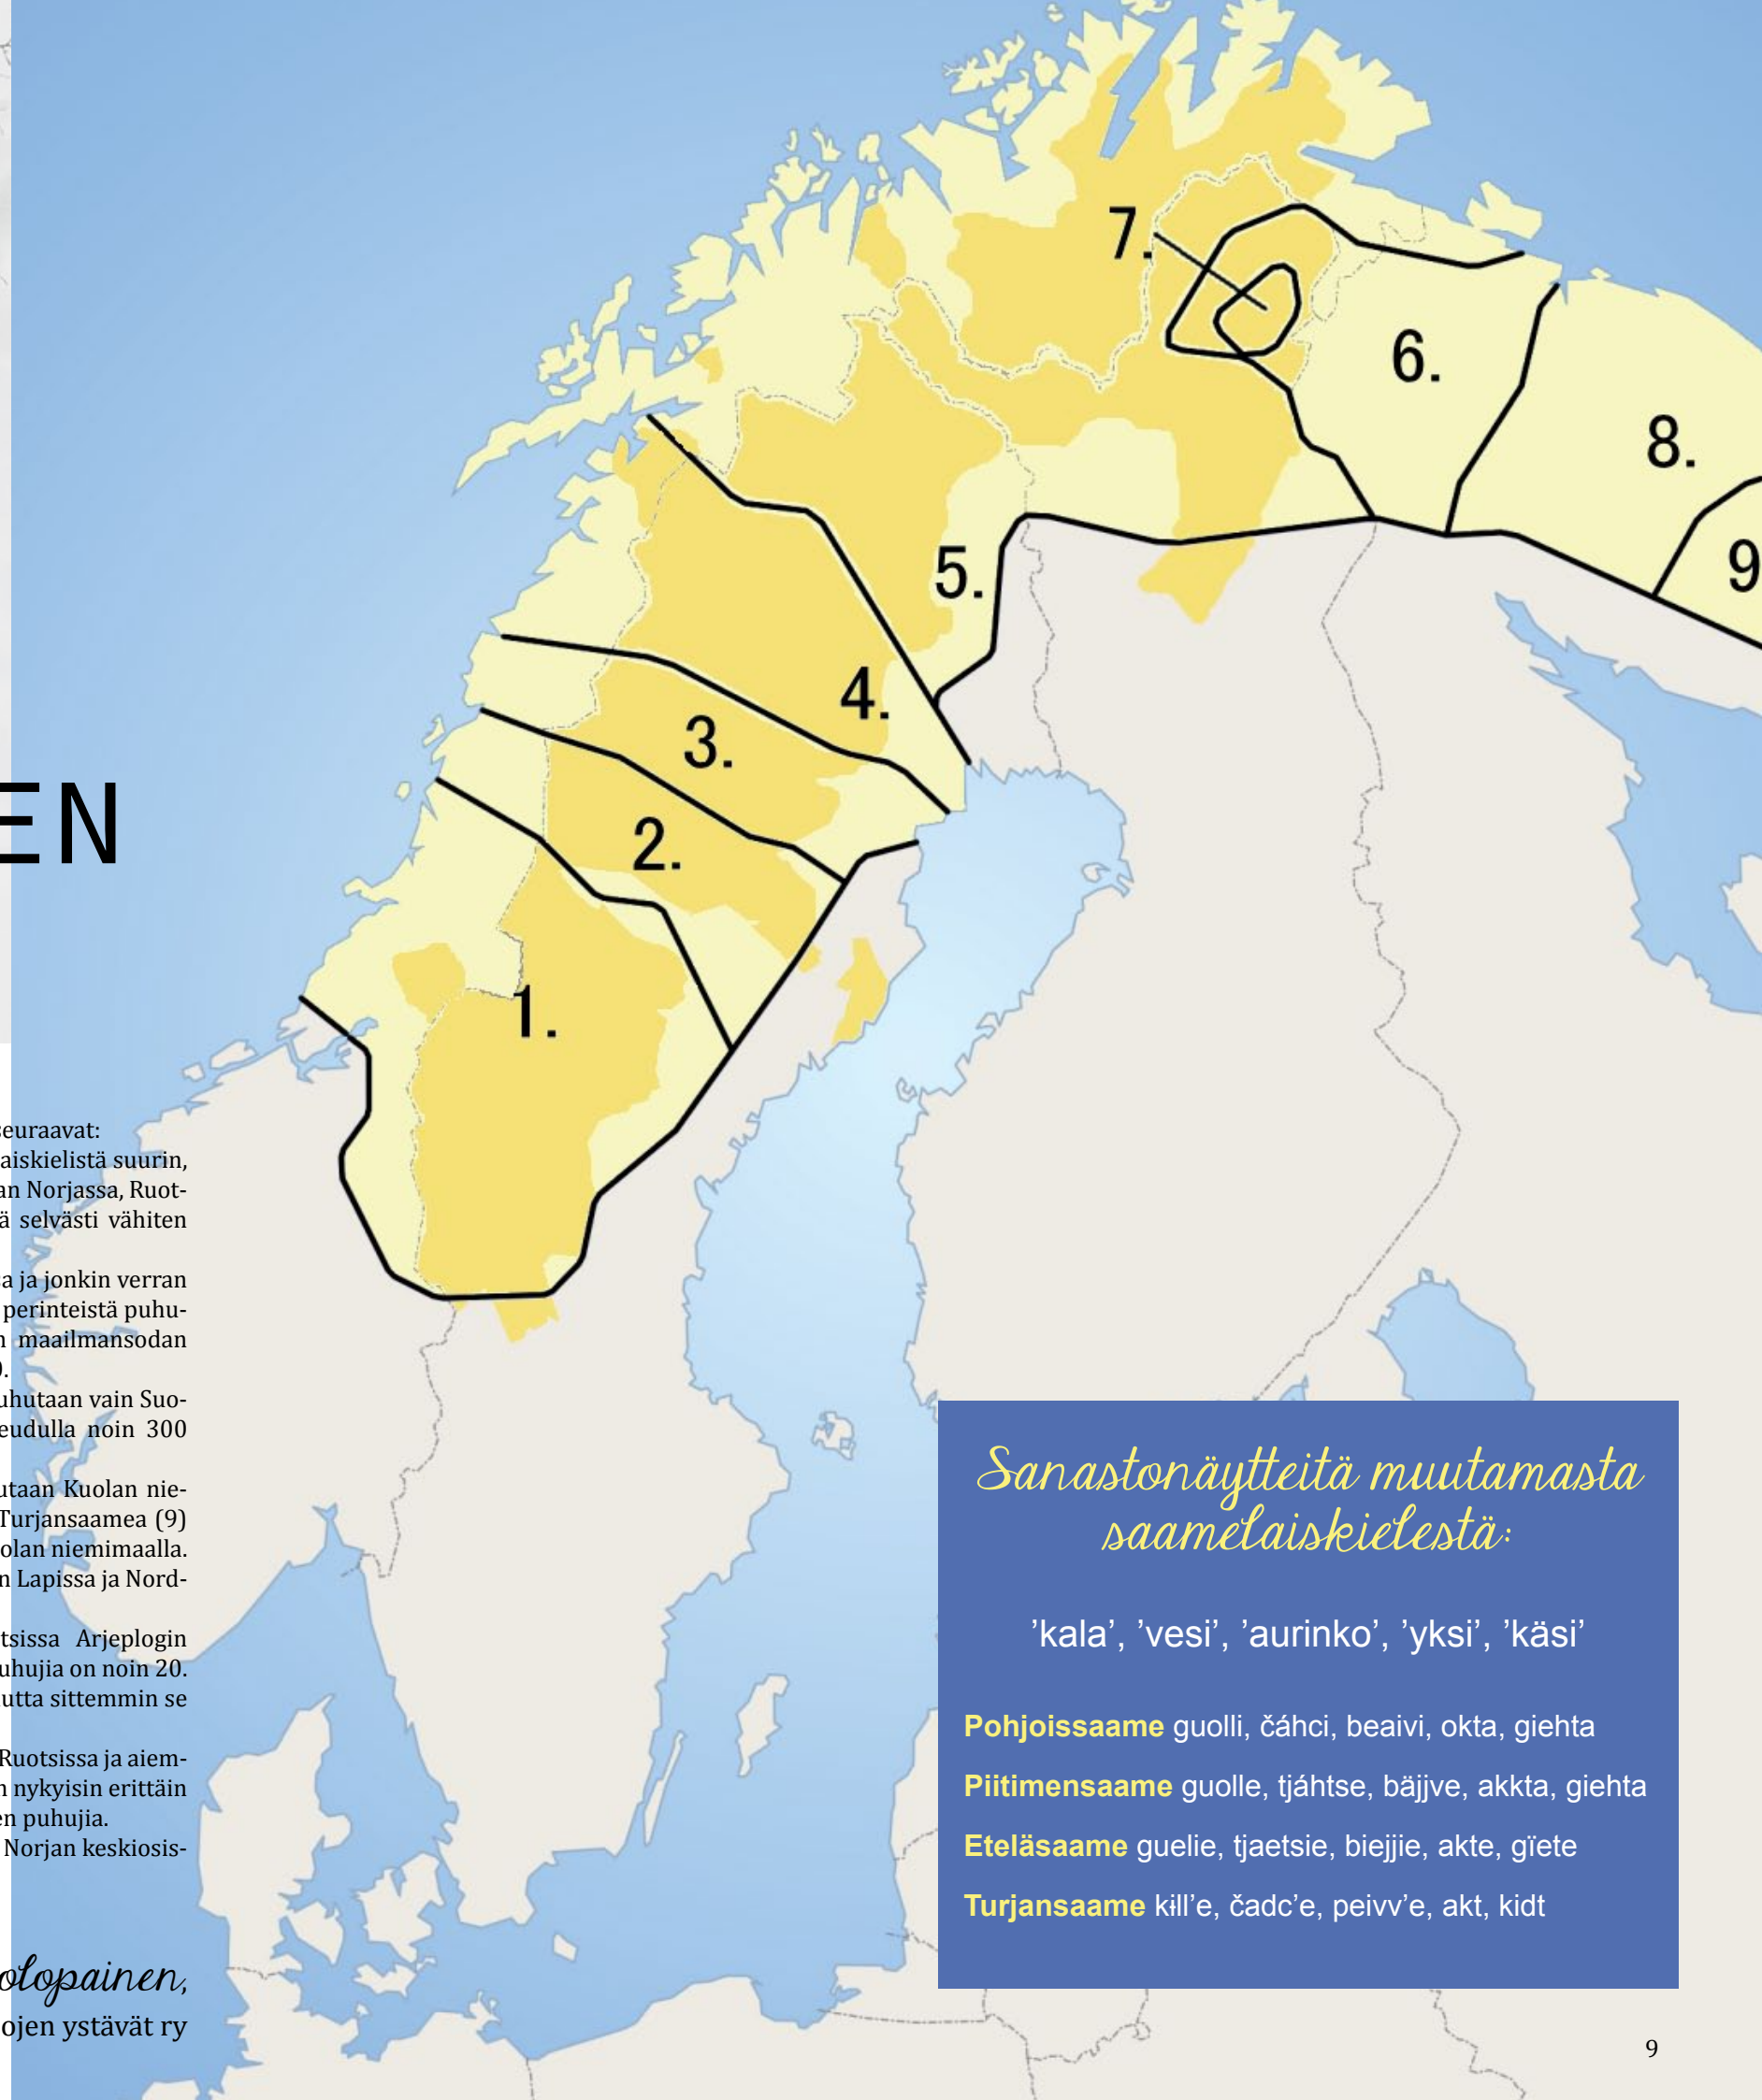 EN
7.
6.
8.
5.
9
4.
3.
2.
1.
seuraavat:
aiskielistä suurin,
an Norjassa, Ruot-
ä selvästi vähiten
a ja jonkin verran
perinteistä puhu-
n maailmansodan
).
uhutaan vain Suo-
eudulla noin 300
utaan Kuolan nie-
Turjansaamea (9)
olan niemimaalla.
n Lapissa ja Nord-
tsissa Arjeplogin
uhujia on noin 20.
utta sittemmin se
Ruotsissa ja aiem-
n nykyisin erittäin
en puhujia.
Norjan keskiosis-
olopainen,
ojen ystävät ry
Sanastonäytteitä muutamasta
saamelaiskielestä:
’kala’, ’vesi’, ’aurinko’, ’yksi’, ’käsi’
Pohjoissaame guolli, čáhci, beaivi, okta, giehta
Piitimensaame guolle, tjáhtse, bäjjve, akkta, giehta
Eteläsaame guelie, tjaetsie, biejjie, akte, gïete
Turjansaame kɨll’e, čadc’e, peivv’e, akt, kidt
9